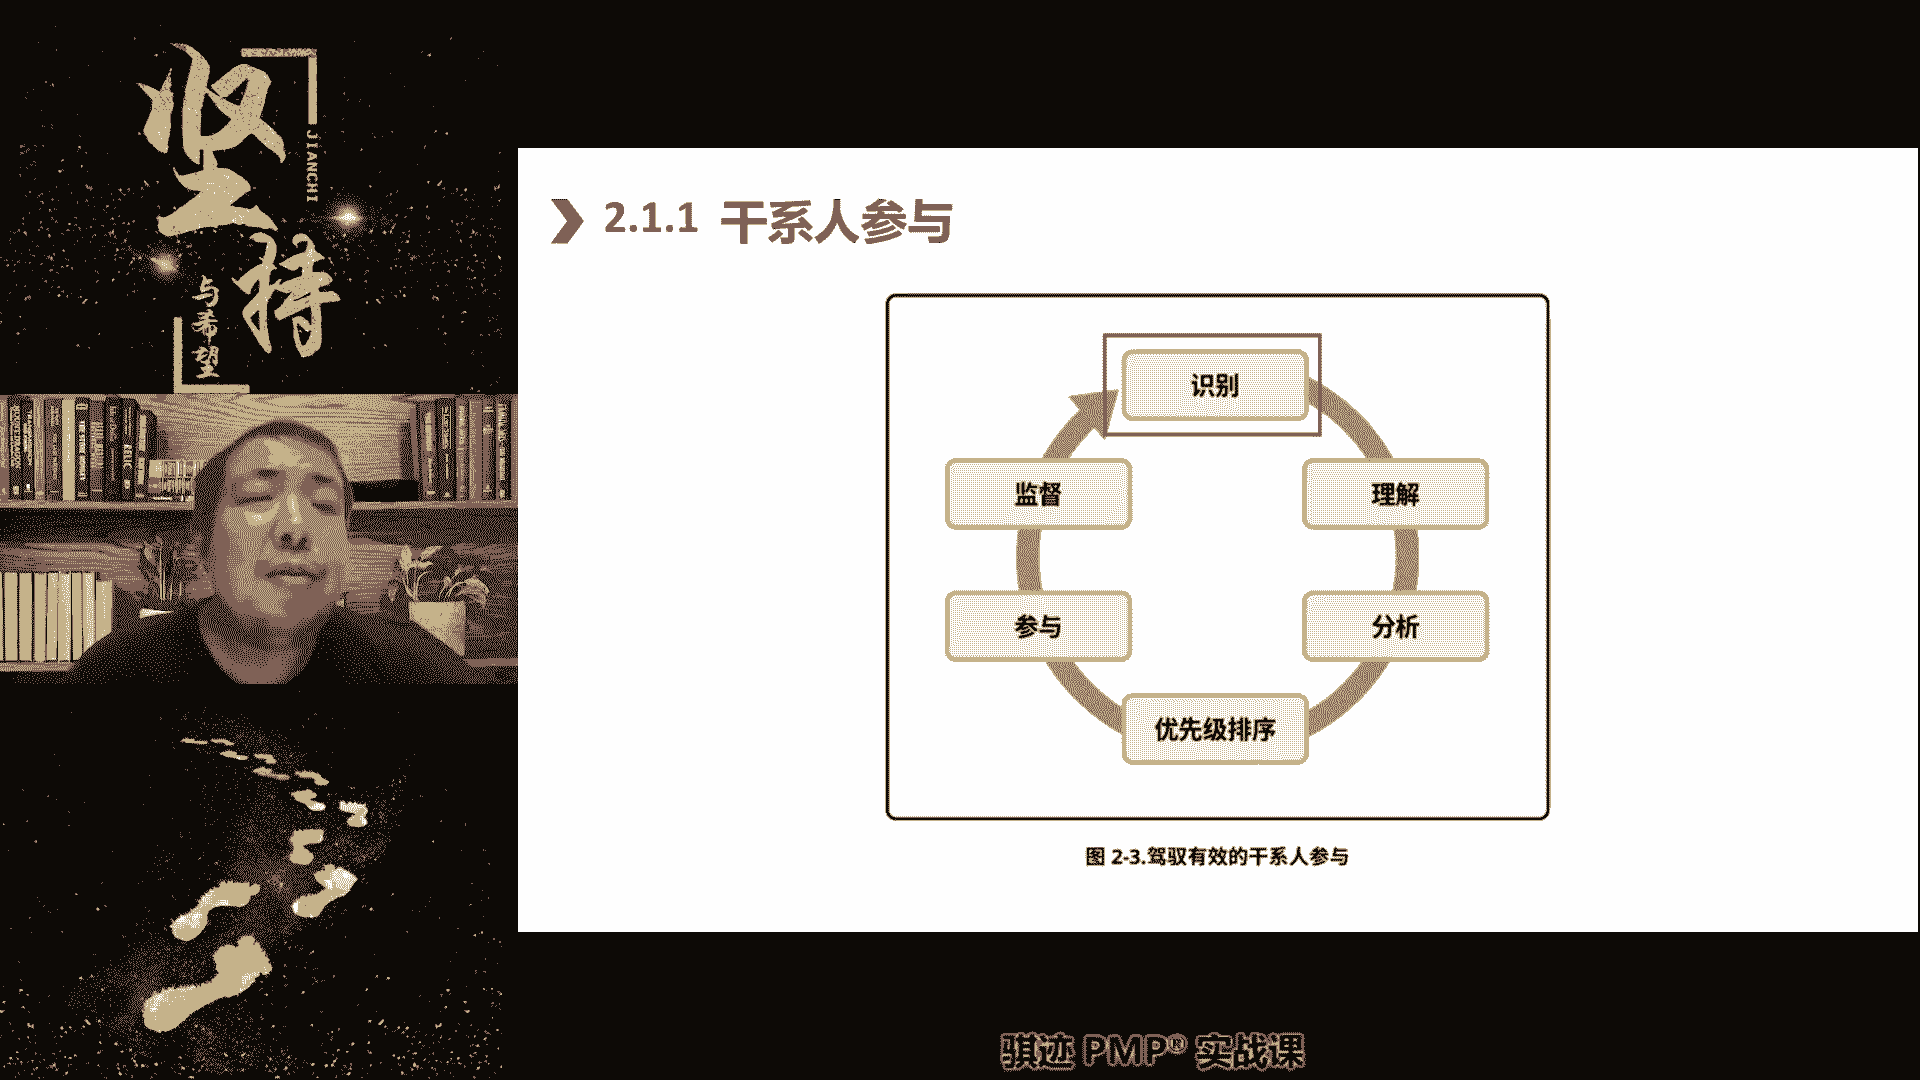 坚持
JIANCHI
与希望
2.1.1 干系人参与
识别
理解
分析
优先级排序
参与
监督
图 2-3.驾驭有效的干系人参与
骐迹 PMP® 实战课